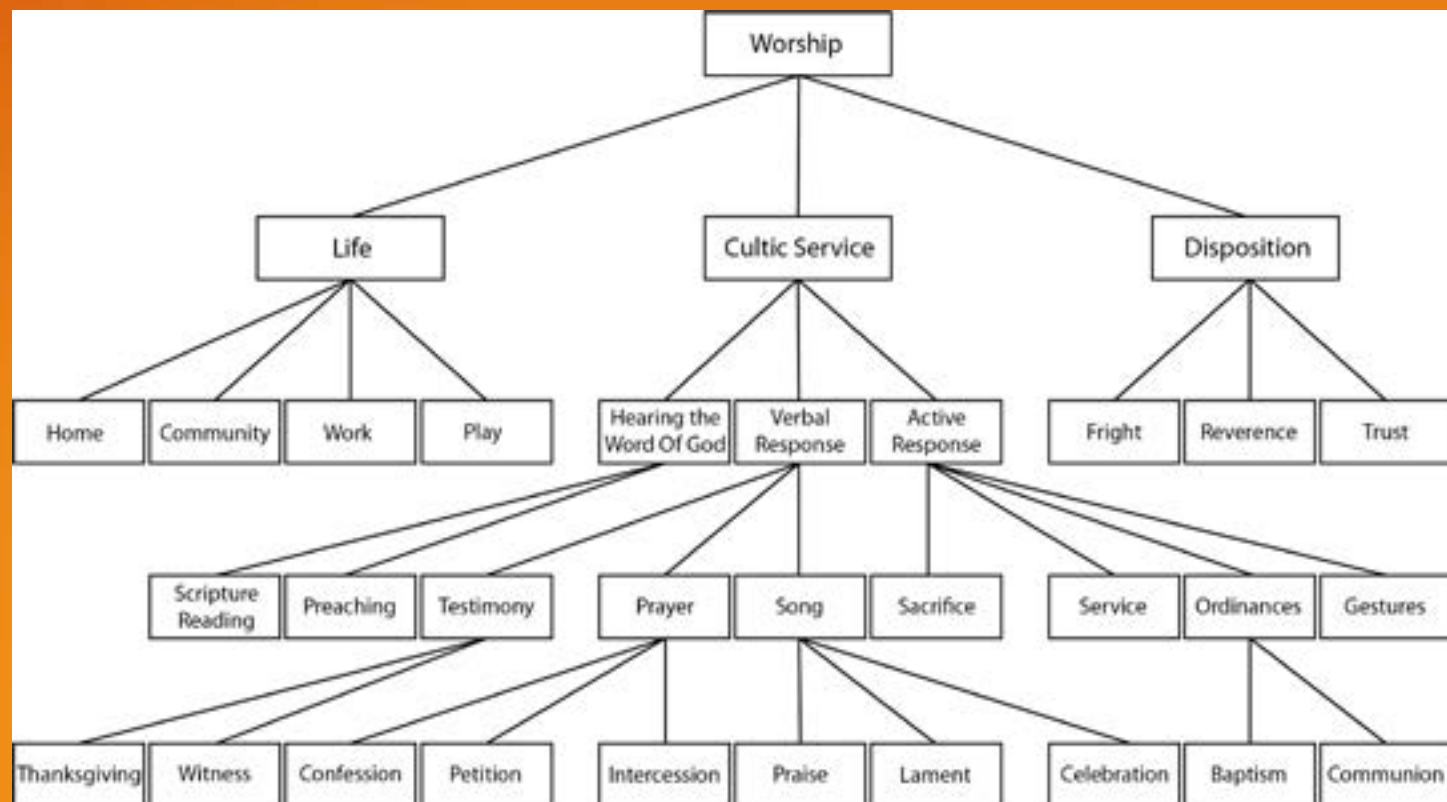 Worship
Life
Cultic Service
Disposition
Home
Community
Work
Play
Hearing the
Word Of God
Verbal
Response
Active
Response
Fright
Reverence
Trust
Scripture
Reading
Preaching
Testimony
Prayer
Song
Sacrifice
Service
Ordinances
Gestures
Thanksgiving
Witness
Confession
Petition
Intercession
Praise
Lament
Celebration
Baptism
Communion